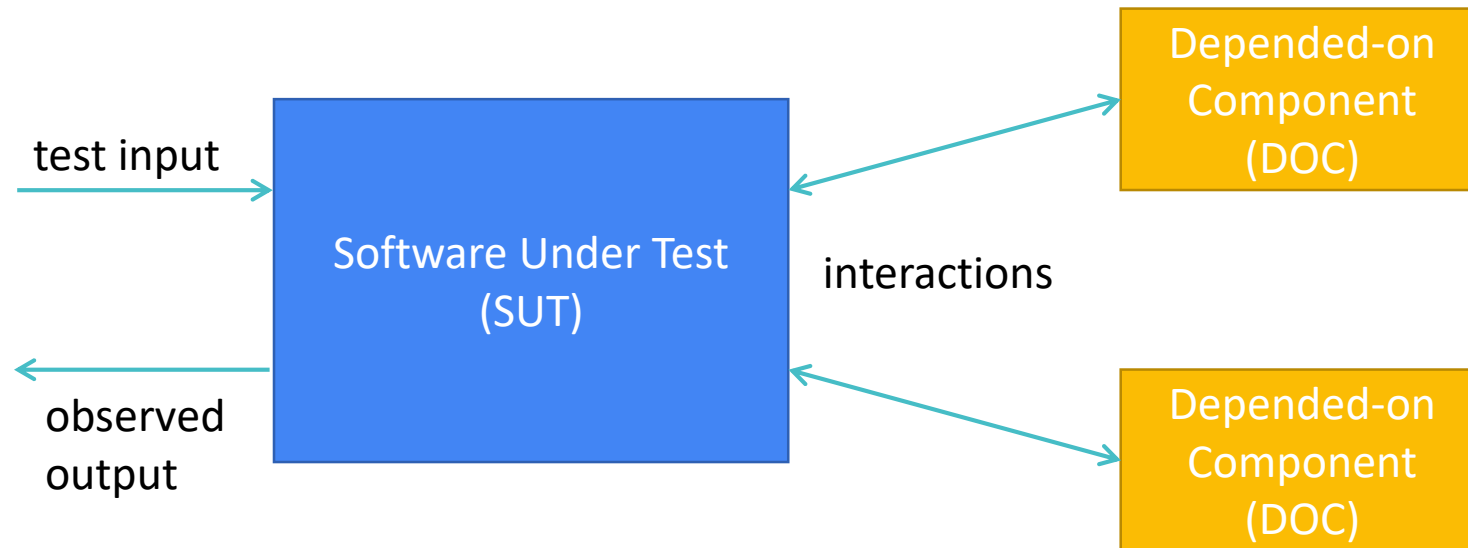 test input
observed
output
Software Under Test
(SUT)
interactions
Depended-on
Component
(DOC)
Depended-on
Component
(DOC)